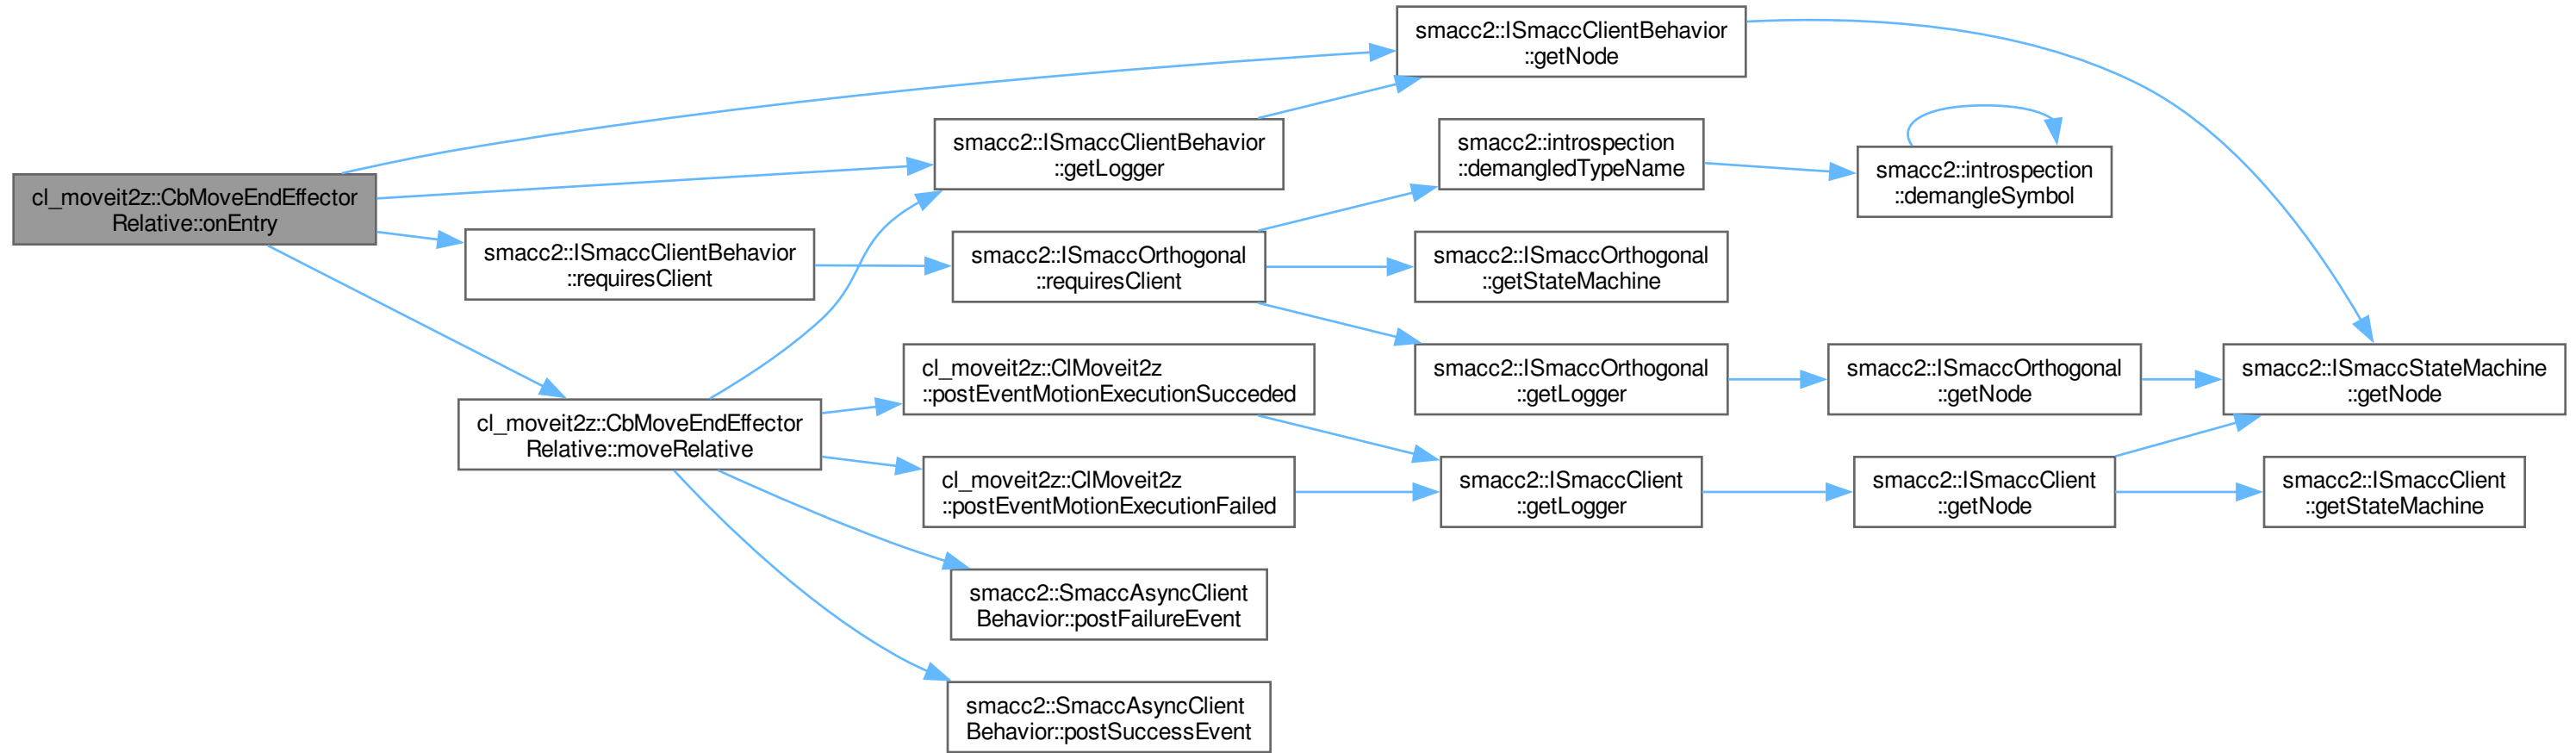 cl_moveit2z::CbMoveEndEffector
Relative::onEntry
smacc2::ISmaccClientBehavior
::requiresClient
cl_moveit2z::CbMoveEndEffector
Relative::moveRelative
smacc2::ISmaccClientBehavior
::getLogger
smacc2::ISmaccOrthogonal
::requiresClient
cl_moveit2z::ClMoveit2z
::postEventMotionExecutionSucceded
cl_moveit2z::ClMoveit2z
::postEventMotionExecutionFailed
smacc2::SmaccAsyncClient
Behavior::postFailureEvent
smacc2::SmaccAsyncClient
Behavior::postSuccessEvent
smacc2::ISmaccClientBehavior
::getNode
smacc2::introspection
::demangledTypeName
smacc2::ISmaccOrthogonal
::getStateMachine
smacc2::ISmaccOrthogonal
::getLogger
smacc2::ISmaccClient
::getLogger
smacc2::introspection
::demangleSymbol
smacc2::ISmaccOrthogonal
::getNode
smacc2::ISmaccClient
::getNode
smacc2::ISmaccStateMachine
::getNode
smacc2::ISmaccClient
::getStateMachine